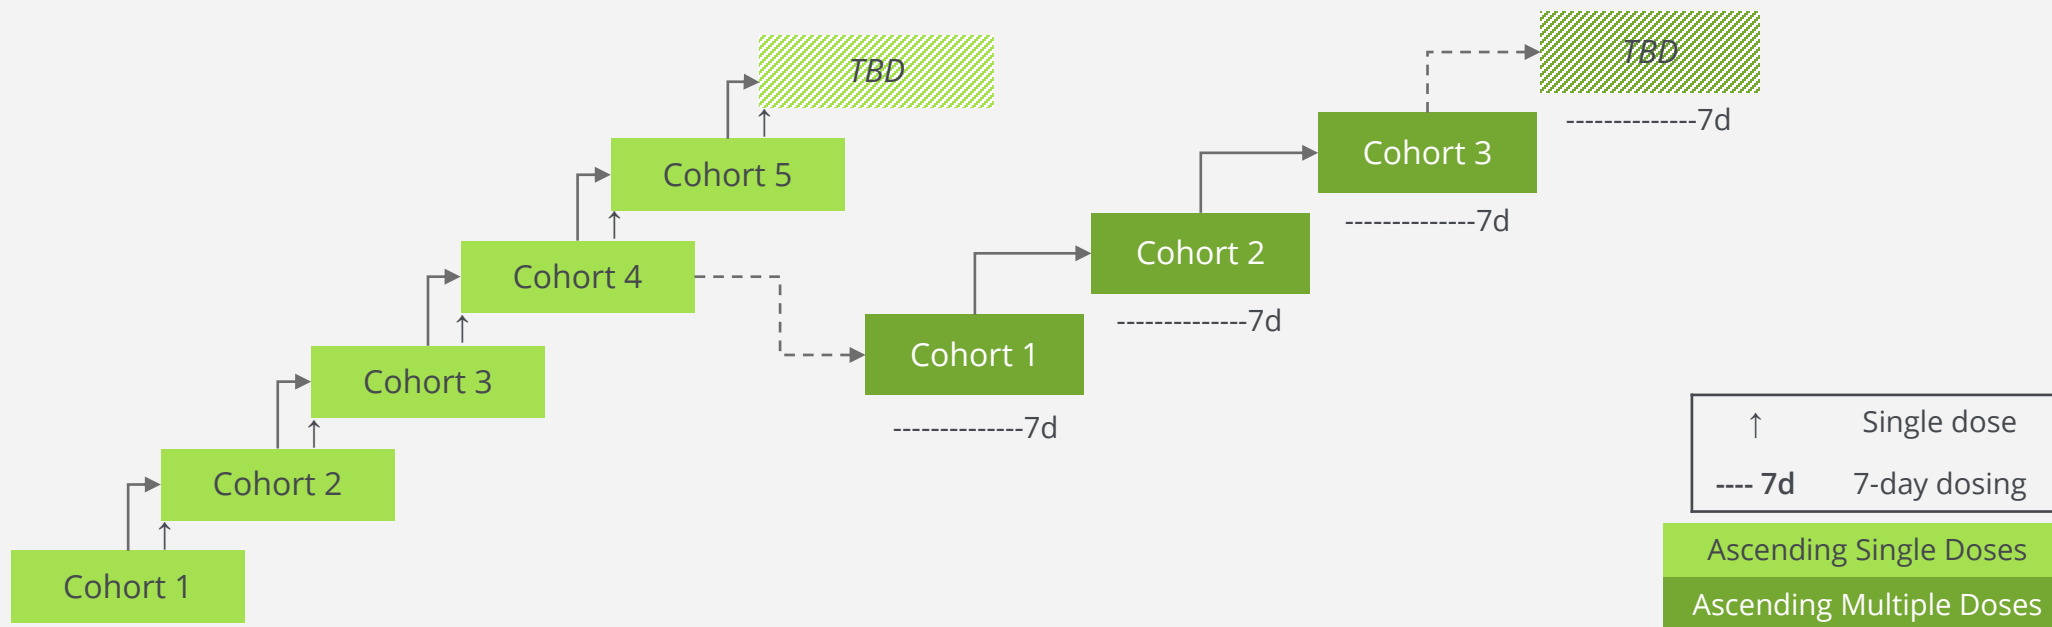 TBD
TBD
--------------7d
Cohort 5
Cohort 3
--------------7d
Cohort 4
Cohort 2
--------------7d
Cohort 3
Cohort 1
--------------7d
Cohort 2
Cohort 1
↑ Single dose
---- 7d 7-day dosing
Ascending Single Doses
Ascending Multiple Doses